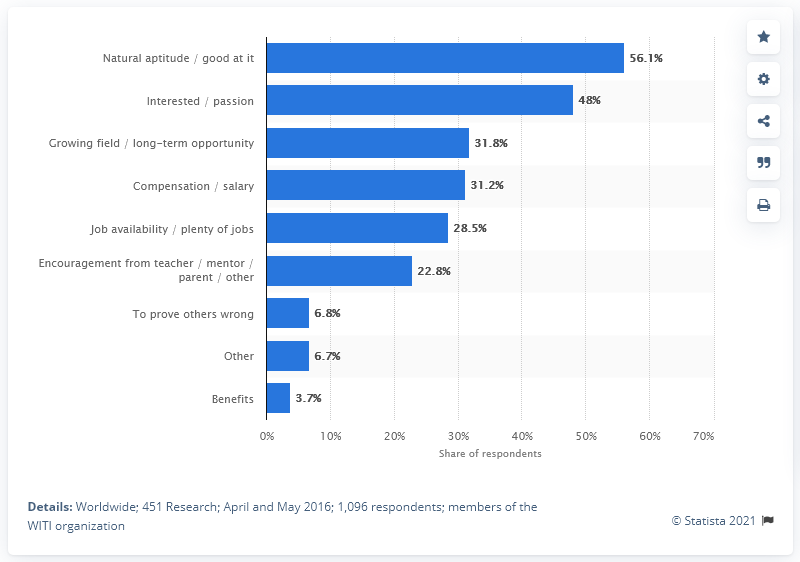 Natural aptitude / good at it
56.1%
Interested / passion
48%
Growing field / long-term opportunity
31.8%
Compensation / salary
31.2%
Job availability / plenty of jobs
28.5%
Encouragement from teacher / mentor /
parent / other
22.8%
To prove others wrong
6.8%
Other
6.7%
Benefits
3.7%
0% 10% 20% 30% 40% 50% 60% 70%
Share of respondents
Details: Worldwide; 451 Research; April and May 2016; 1,096 respondents; members of the
WITI organization
© Statista 2021